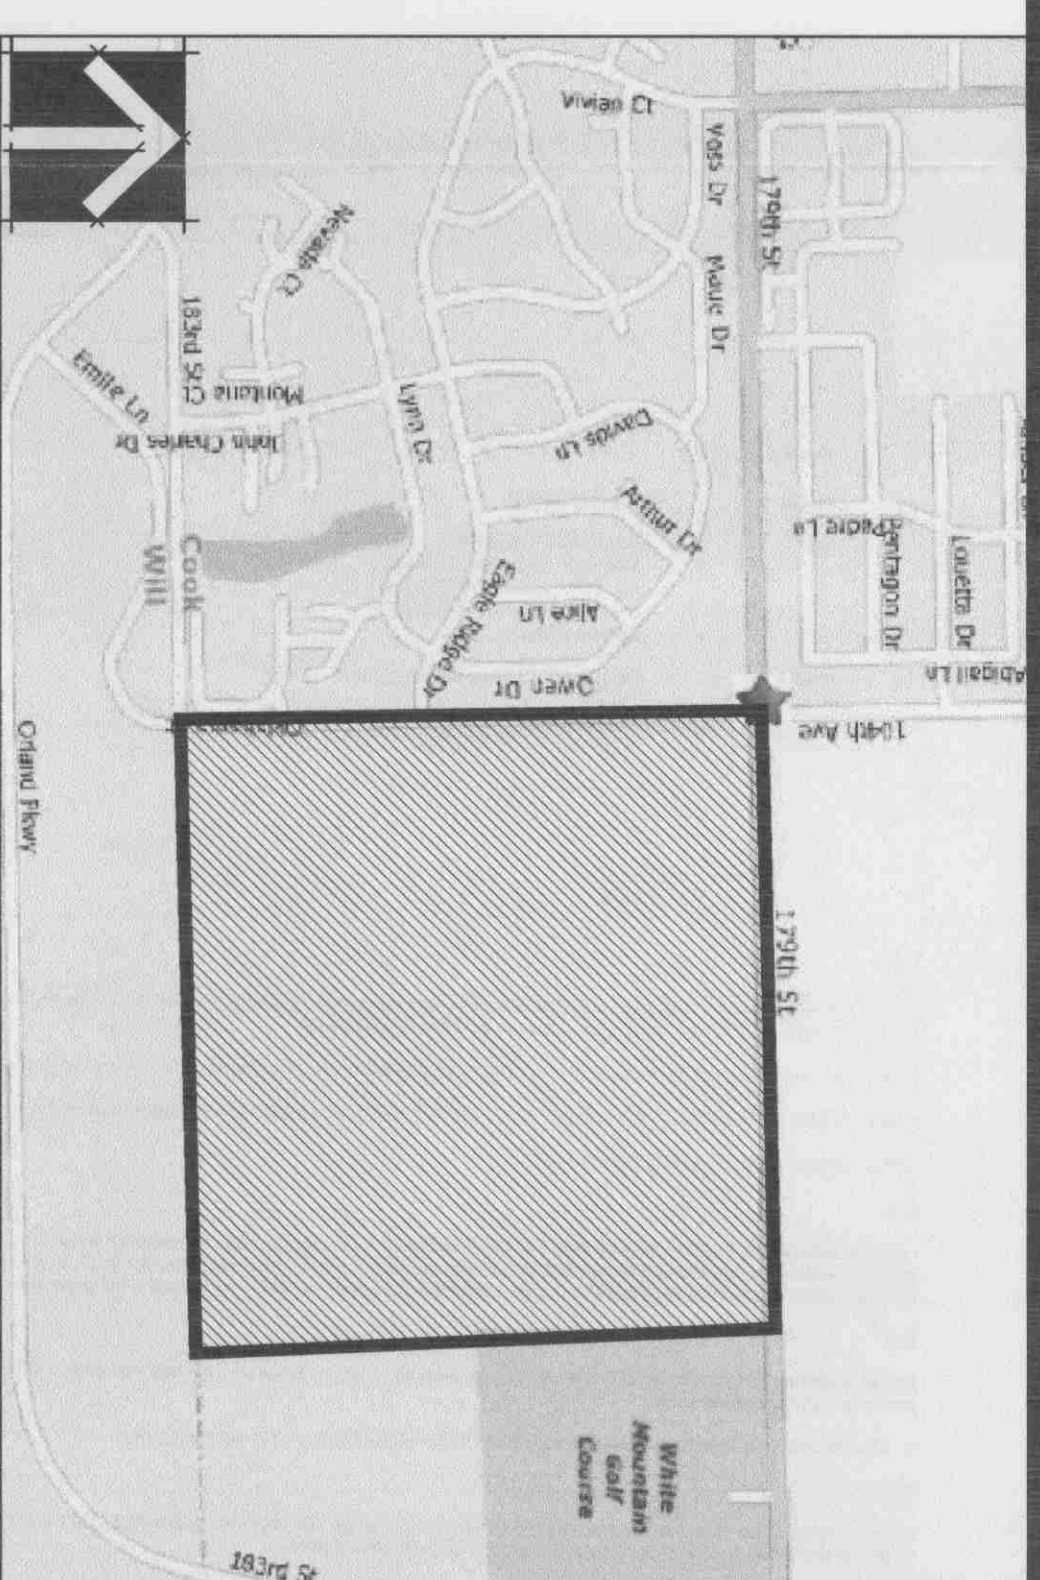 Vivian Ct
Voss Dr
179th St
Nevada Ct
Maue Dr
183rd St Ct
Montana
Emilie Ln
John Charles Dr
Lynn Dr
Davids Ln
Arthur Dr
Padre Ln
Pentagon Dr
Louetta Dr
Cook
Will
Eagle Ridge Dr
Alice Ln
Owen Dr
Abigail Ln
104th Ave
Orland Pkwy
179th St
White
Mountain
Golf
Course
183rd St